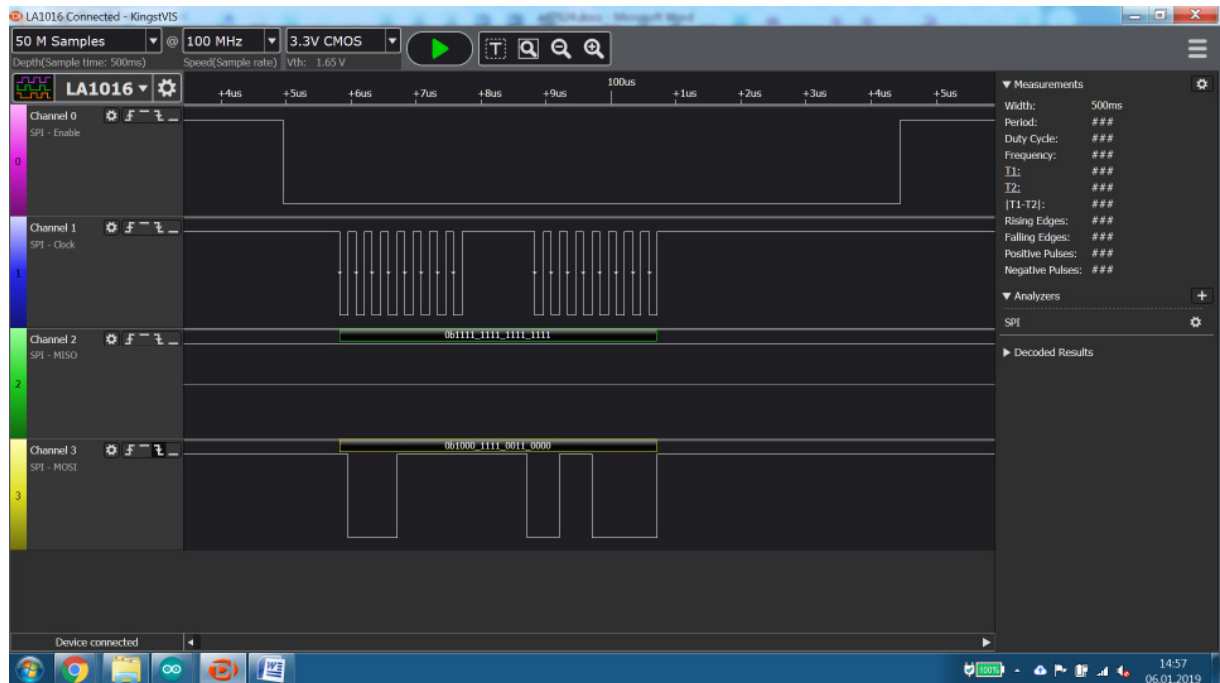 LA1016 Connected - KingstVIS
50 M Samples @ 100 MHz 3.3V CMOS
Depth(Sample time: 500ms) Speed(Sample rate) Vth: 1.65 V
LA1016
+4us +5us +6us +7us +8us +9us 100us +1us +2us +3us +4us +5us
Channel 0
SPI - Enable
0
Channel 1
SPI - Clock
1
Channel 2
SPI - MISO
2
0b1111_1111_1111_1111
Channel 3
SPI - MOSI
3
0b1000_1111_0011_0000
Measurements
Width: 500ms
Period: ###
Duty Cycle: ###
Frequency: ###
T1: ###
T2: ###
|T1-T2|: ###
Rising Edges: ###
Falling Edges: ###
Positive Pulses: ###
Negative Pulses: ###
Analyzers
SPI
Decoded Results
Device connected
100%
14:57
06.01.2019